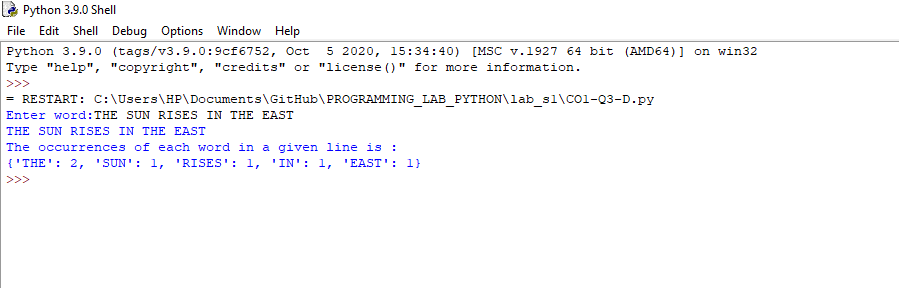 Python 3.9.0 Shell
File Edit Shell Debug Options Window Help
Python 3.9.0 (tags/v3.9.0:9cf6752, Oct  5 2020, 15:34:40) [MSC v.1927 64 bit (AMD64)] on win32
Type "help", "copyright", "credits" or "license()" for more information.
>>>
= RESTART: C:\Users\HP\Documents\GitHub\PROGRAMMING_LAB_PYTHON\lab_s1\CO1-Q3-D.py
Enter word:THE SUN RISES IN THE EAST
THE SUN RISES IN THE EAST
The occurrences of each word in a given line is :
{'THE': 2, 'SUN': 1, 'RISES': 1, 'IN': 1, 'EAST': 1}
>>>